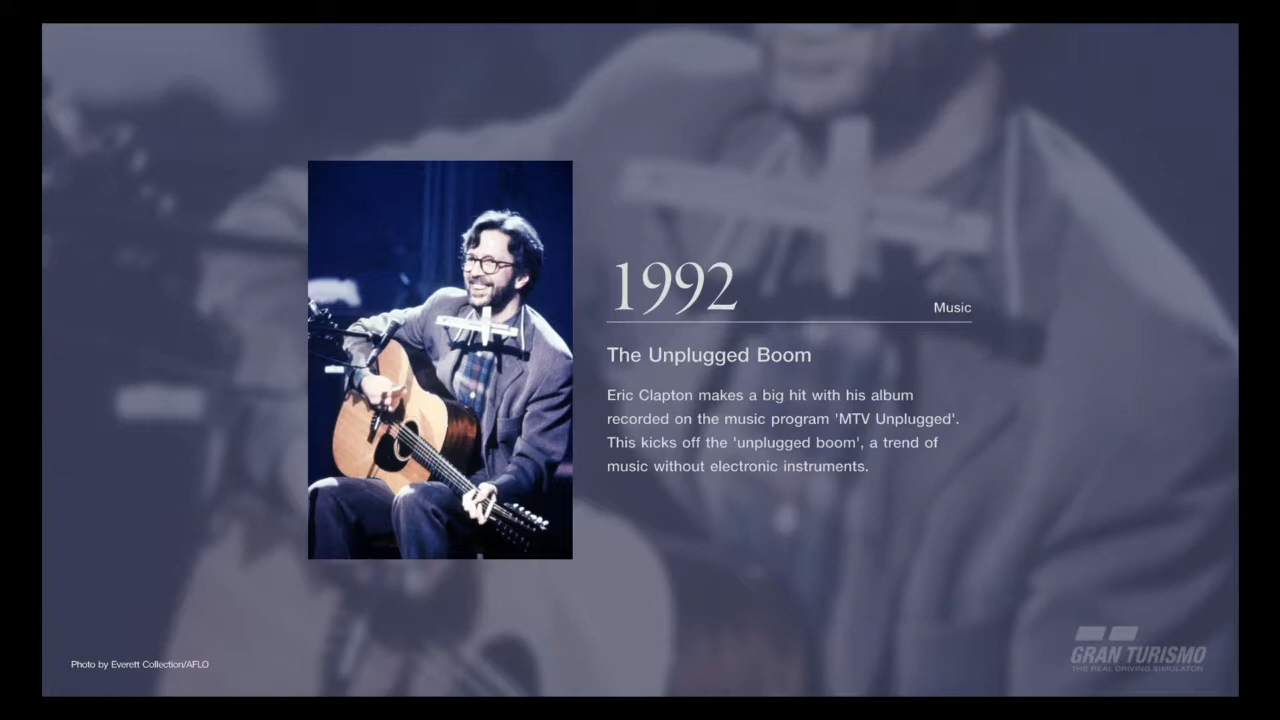 1992
Music
The Unplugged Boom
Eric Clapton makes a big hit with his album
recorded on the music program 'MTV Unplugged'.
This kicks off the 'unplugged boom', a trend of
music without electronic instruments.
Photo by Everett Collection/AFLO
GRAN TURISMO
THE REAL DRIVING SIMULATOR